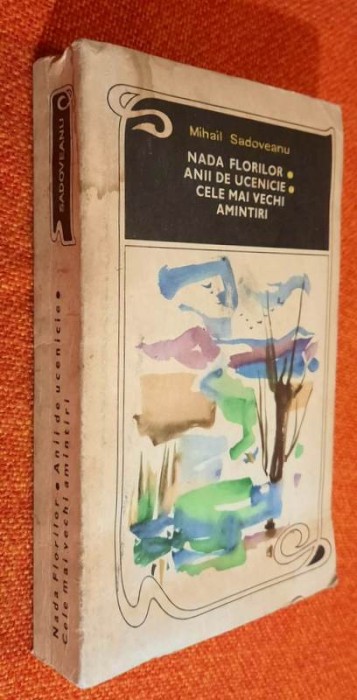 Mihail Sadoveanu
NADA FLORILOR •
ANII DE UCENICIE •
CELE MAI VECHI
AMINTIRI
SADOVEANU
Nada Florilor • Anii de ucenicie •
Cele mai vechi amintiri